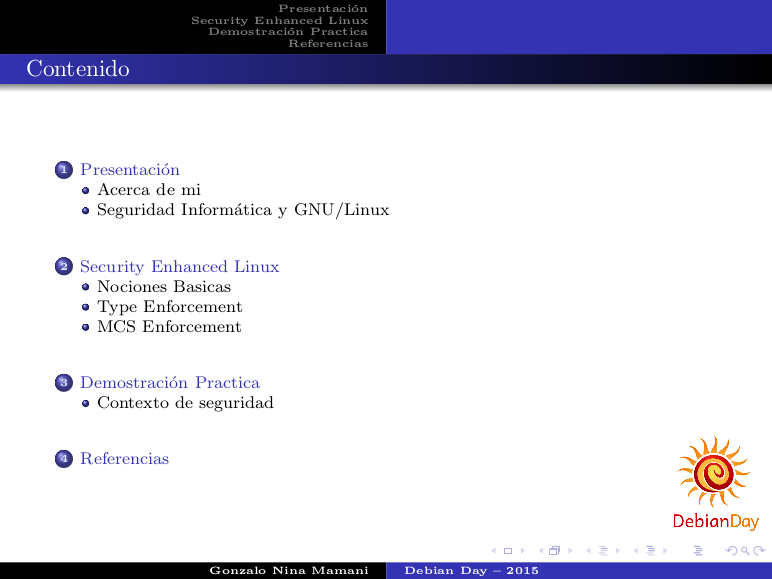 Presentación
Security Enhanced Linux
Demostración Practica
Referencias
Contenido
1 Presentación
Acerca de mi
Seguridad Informática y GNU/Linux
2 Security Enhanced Linux
Nociones Basicas
Type Enforcement
MCS Enforcement
3 Demostración Practica
Contexto de seguridad
4 Referencias
DebianDay
Gonzalo Nina Mamani Debian Day – 2015